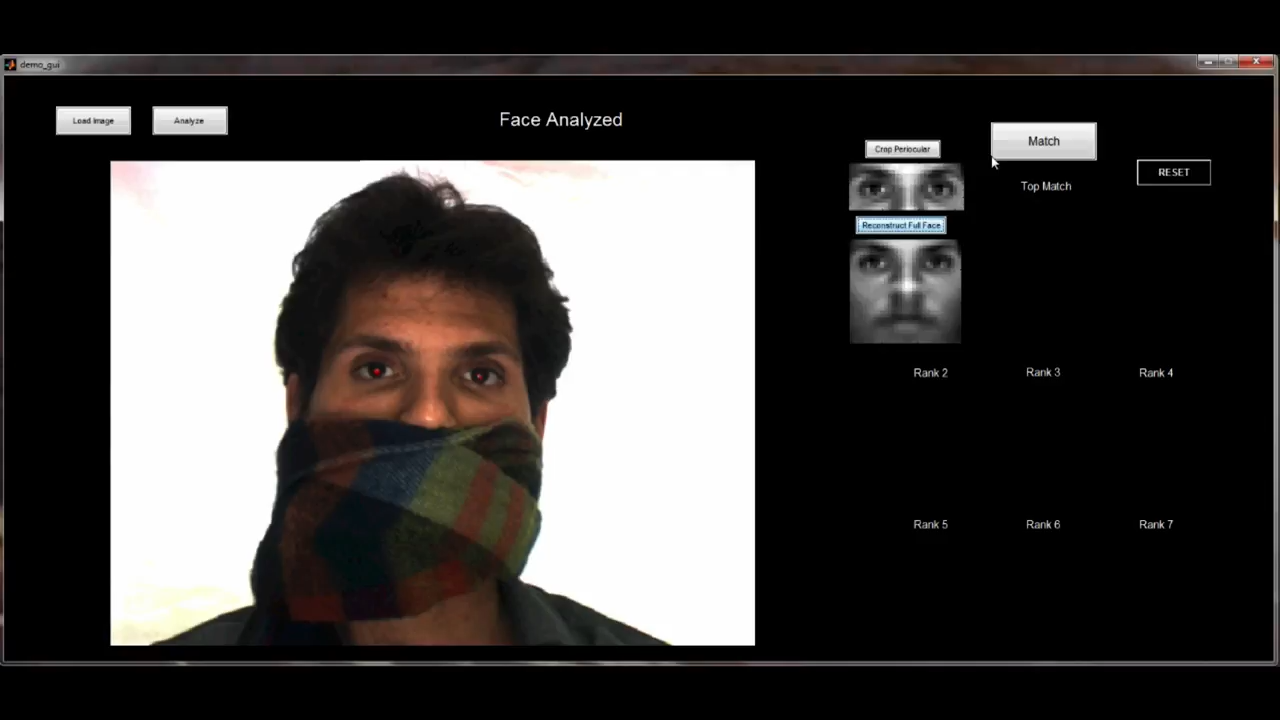 demo_gui
Load Image
Analyze
Face Analyzed
Crop Periocular
Match
RESET
Top Match
Reconstruct Full Face
Rank 2
Rank 3
Rank 4
Rank 5
Rank 6
Rank 7